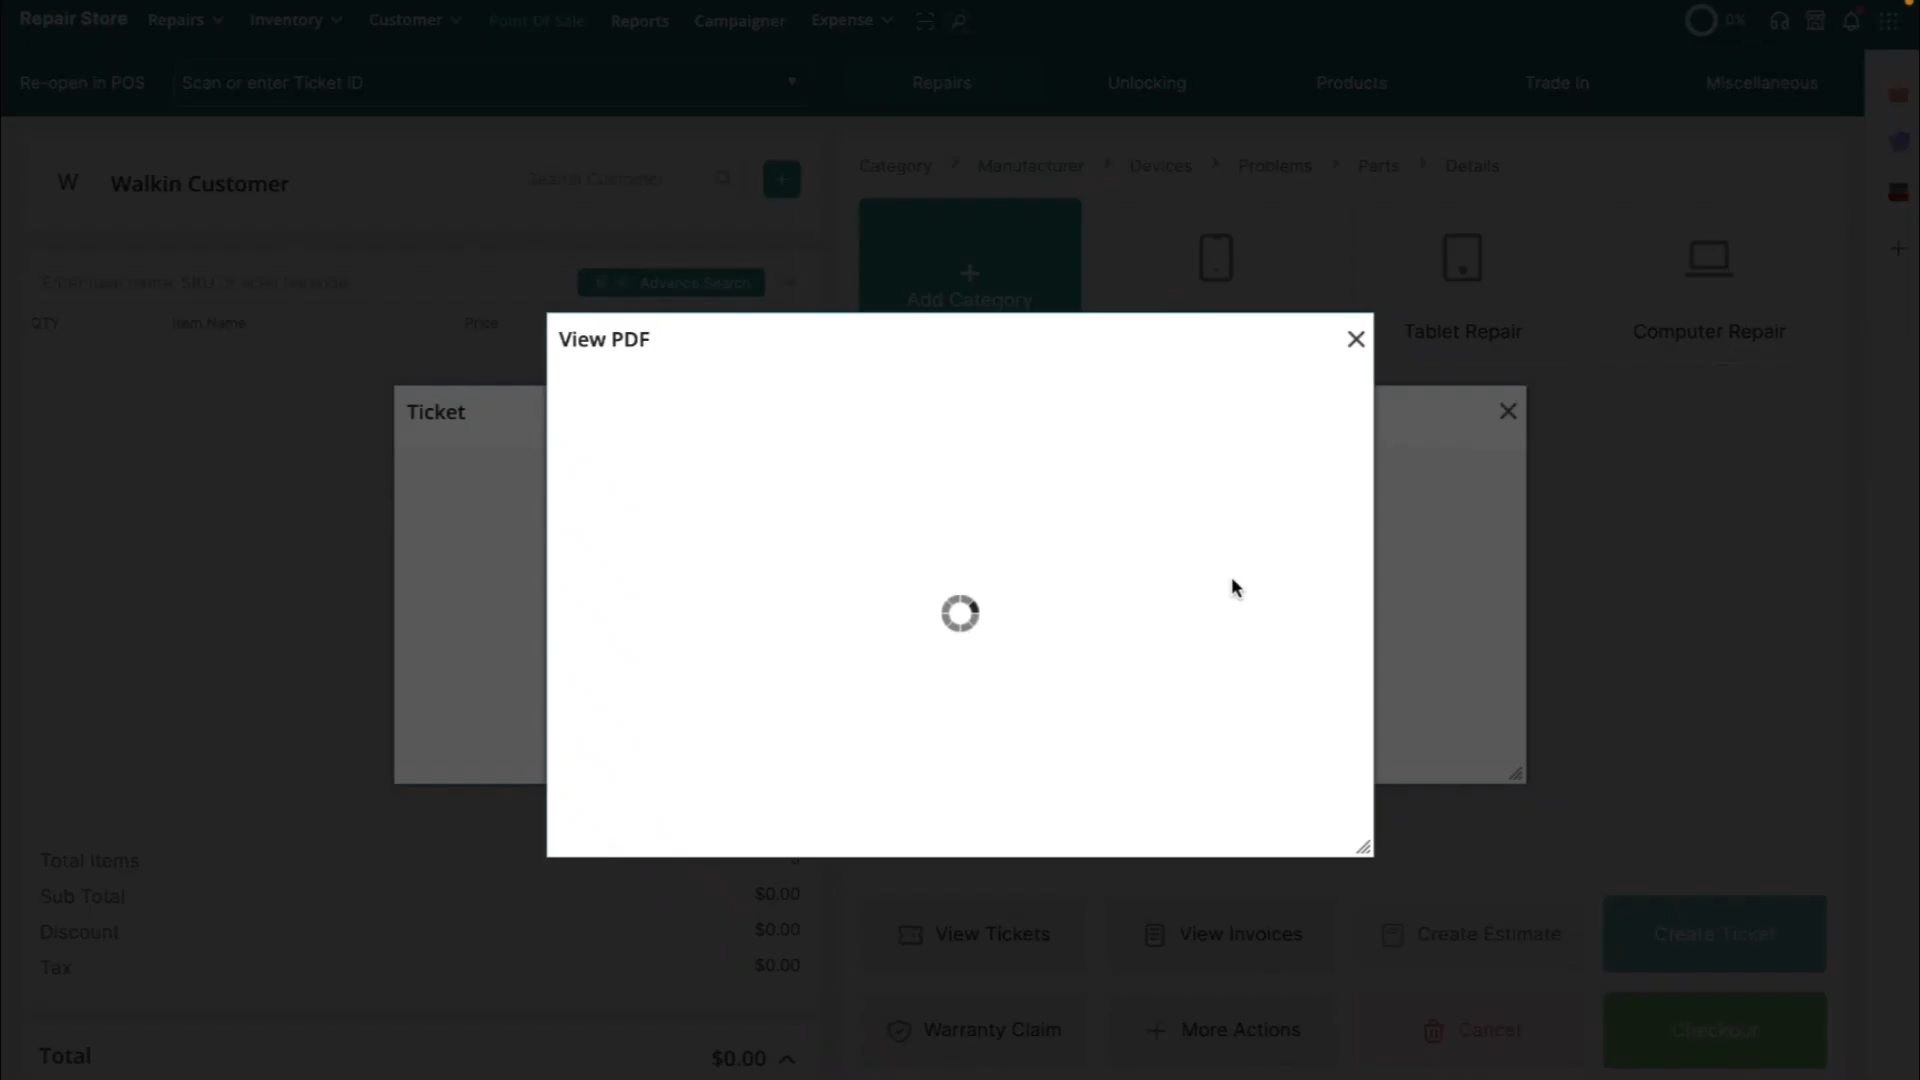 Repair Store Repairs Inventory Customer Point Of Sale Reports Campaigner Expense 0%
Re-open in POS Scan or enter Ticket ID Repairs Unlocking Products Trade In Miscellaneous
W Walkin Customer Search Customer +
Category Manufacturer Devices Problems Parts Details
Advance Search
Add Category
QTY Item Name Price
Tablet Repair Computer Repair
View PDF
Ticket
Total Items
Sub Total $0.00
Discount $0.00
Tax $0.00
Total $0.00
View Tickets View Invoices Create Estimate Create Ticket
Warranty Claim More Actions Cancel Checkout